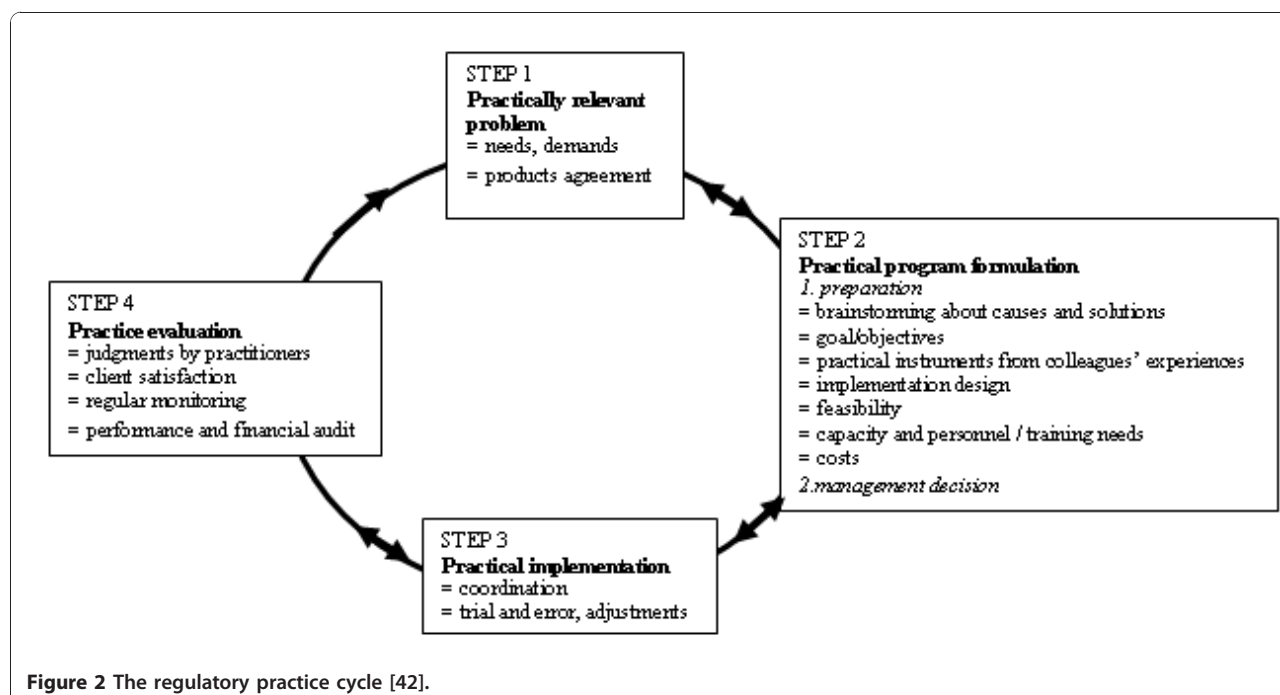 STEP 1
Practically relevant
problem
= needs, demands
= products agreement
STEP 2
Practical program formulation
1. preparation
= brainstorming about causes and solutions
= goal/objectives
= practical instruments from colleagues’ experiences
= implementation design
= feasibility
= capacity and personnel / training needs
= costs
2.management decision
STEP 3
Practical implementation
= coordination
= trial and error, adjustments
STEP 4
Practice evaluation
= judgments by practitioners
= client satisfaction
= regular monitoring
= performance and financial audit
Figure 2 The regulatory practice cycle [42].